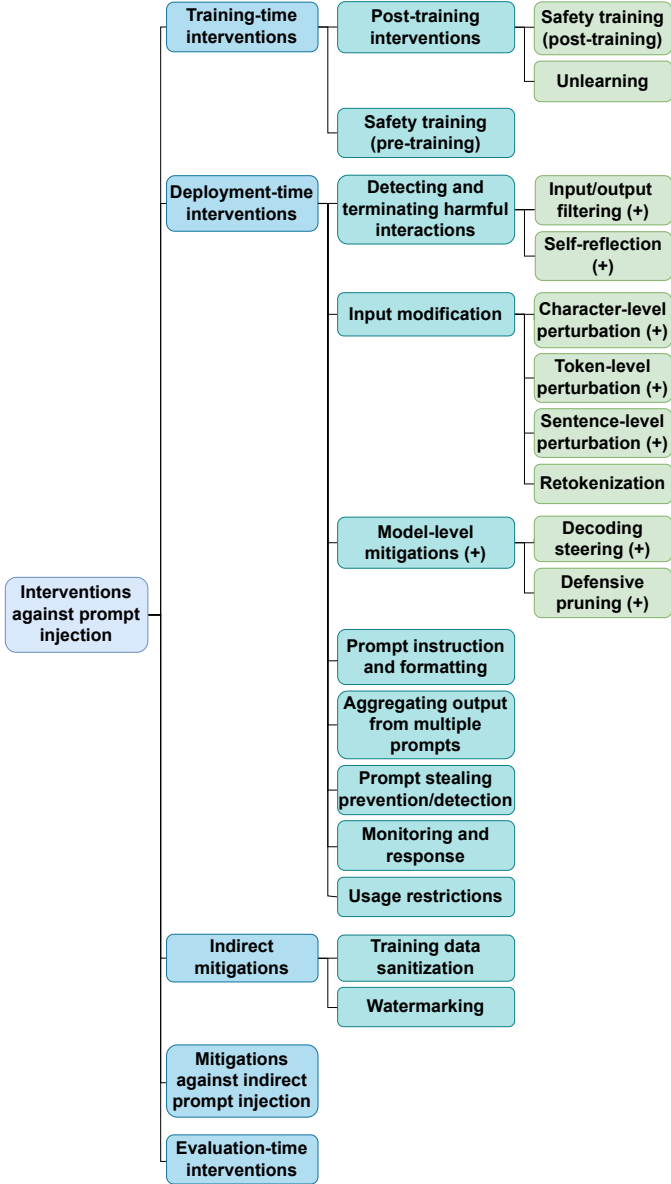 Training-time
interventions
Post-training
interventions
Safety training
(post-training)
Unlearning
Safety training
(pre-training)
Deployment-time
interventions
Detecting and
terminating harmful
interactions
Input/output
filtering (+)
Self-reflection
(+)
Input modification
Character-level
perturbation (+)
Token-level
perturbation (+)
Sentence-level
perturbation (+)
Retokenization
Model-level
mitigations (+)
Decoding
steering (+)
Defensive
pruning (+)
Interventions
against prompt
injection
Prompt instruction
and formatting
Aggregating output
from multiple
prompts
Prompt stealing
prevention/detection
Monitoring and
response
Usage restrictions
Indirect
mitigations
Training data
sanitization
Watermarking
Mitigations
against indirect
prompt injection
Evaluation-time
interventions